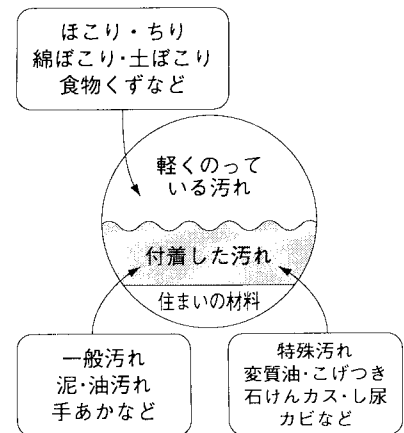 ほこり・ちり
綿ぼこり・土ぼこり
食物くずなど
軽くのって
いる汚れ
付着した汚れ
住まいの材料
一般汚れ
泥・油汚れ
手あかなど
特殊汚れ
変質油・こげつき
石けんカス・し尿
カビなど